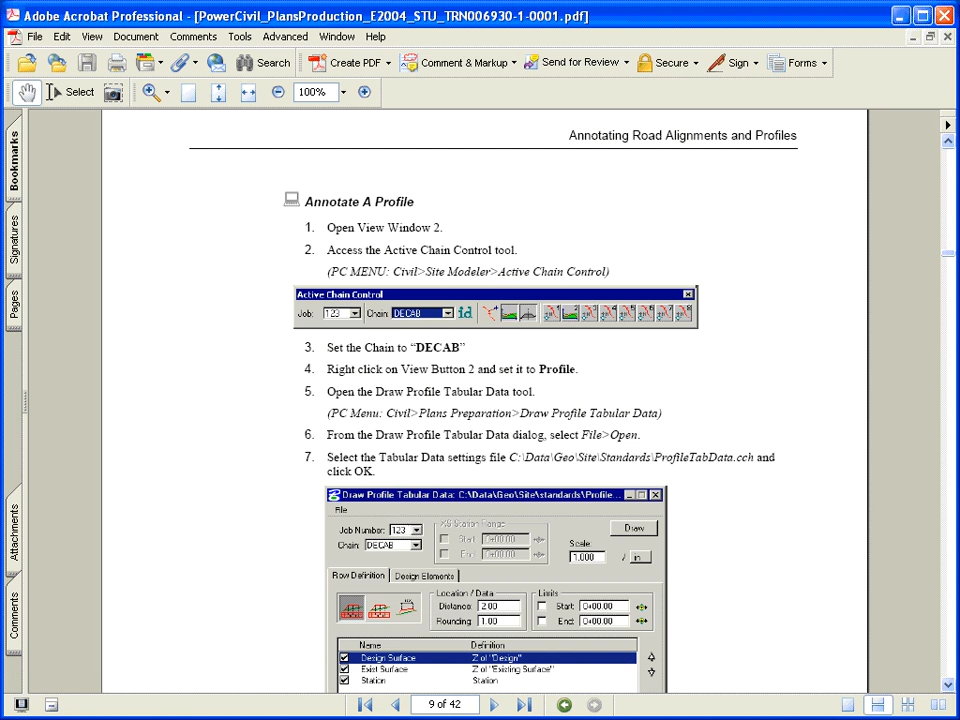 Adobe Acrobat Professional - [PowerCivil_PlansProduction_E2004_STU_TRN006930-1-0001.pdf]
File Edit View Document Comments Tools Advanced Window Help
Search Create PDF Comment & Markup Send for Review Secure Sign Forms
Select 100%
Bookmarks
Signatures
Pages
Attachments
Comments
Annotating Road Alignments and Profiles
Annotate A Profile
1. Open View Window 2.
2. Access the Active Chain Control tool.
(PC MENU: Civil>Site Modeler>Active Chain Control)
Active Chain Control
Job: 123 Chain: DECAB id
3. Set the Chain to “DECAB”
4. Right click on View Button 2 and set it to Profile.
5. Open the Draw Profile Tabular Data tool.
(PC Menu: Civil>Plans Preparation>Draw Profile Tabular Data)
6. From the Draw Profile Tabular Data dialog, select File>Open.
7. Select the Tabular Data settings file C:\Data\Geo\Site\Standards\ProfileTabData.cch and
click OK.
Draw Profile Tabular Data: C:\Data\Geo\Site\standards\Profile...
File
Job Number: 123 XS Station Range Draw
Chain: DECAB Start 0+00.00 Scale:
End 0+00.00 1.000 / in
Row Definition Design Elements
Location / Data Limits
Distance: 2.00 Start: 0+00.00
Rounding: 1.00 End: 0+00.00
Name Definition
Design Surface Z of "Design"
Exist Surface Z of "Existing Surface"
Station Station
9 of 42